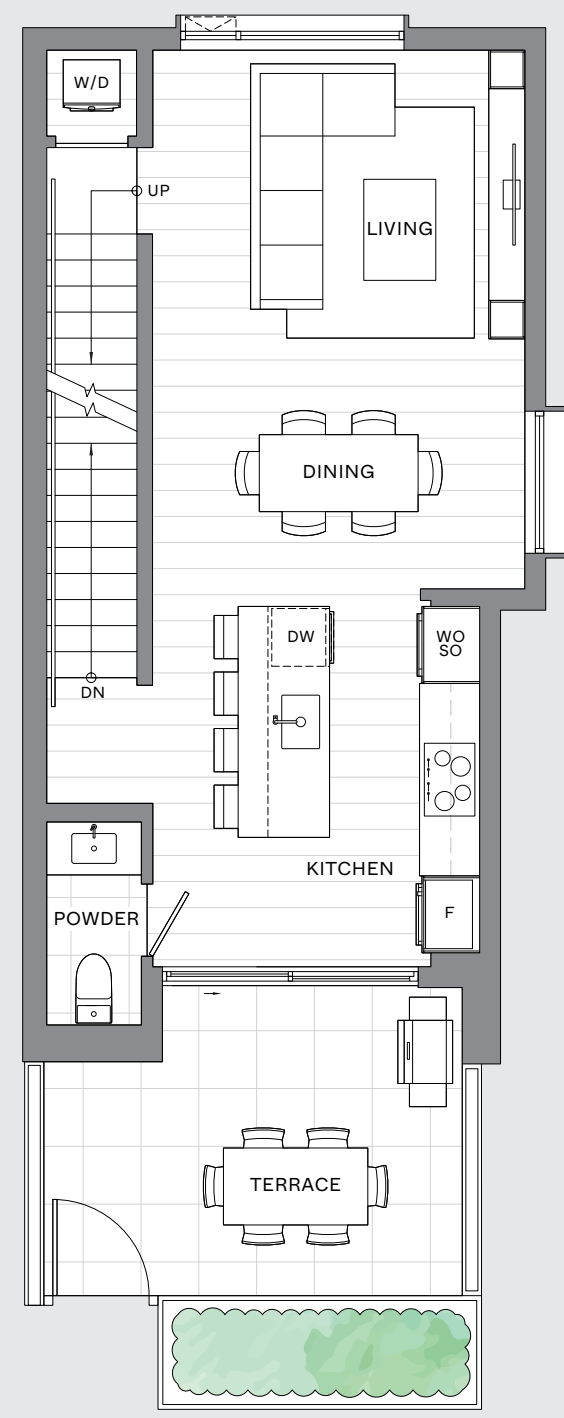 W/D
UP
LIVING
DINING
DW
WO
SO
DN
KITCHEN
F
POWDER
TERRACE